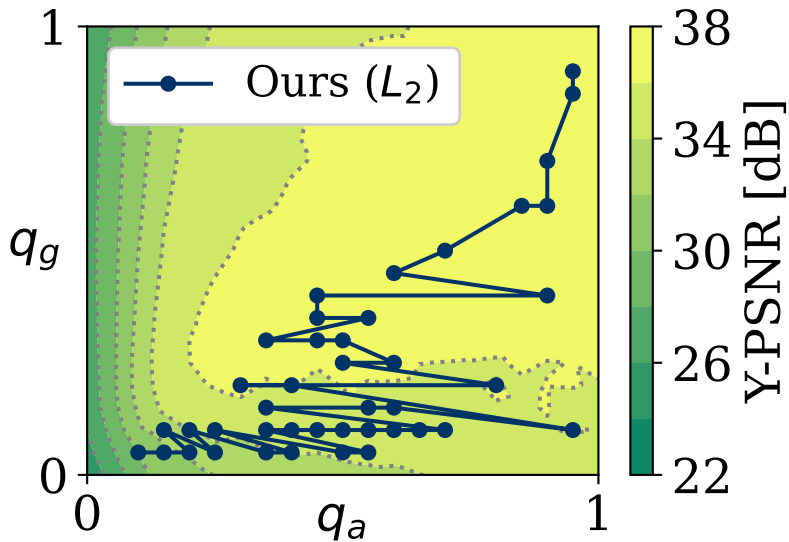 1
Ours (L₂)
q_g
0
0
q_a
1
38
34
30
26
22
Y-PSNR [dB]